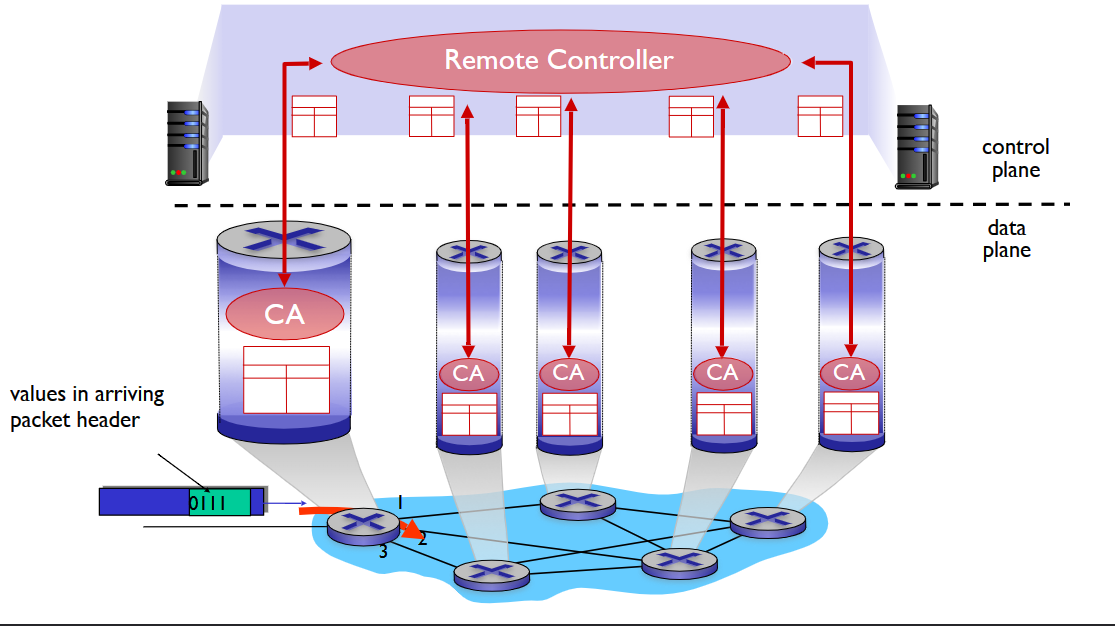 Remote Controller
control
plane
data
plane
CA
CA
CA
CA
CA
values in arriving
packet header
0111
1
2
3